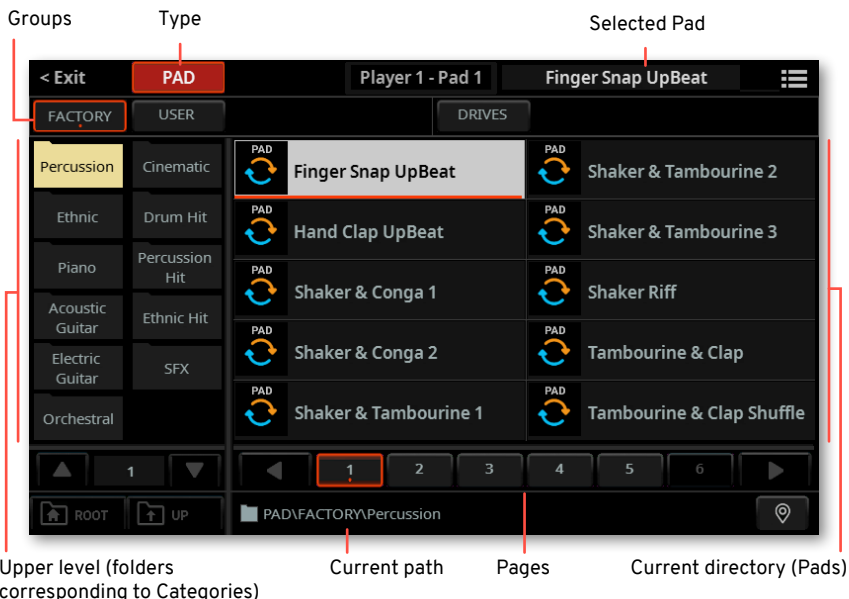 Groups
Type
Selected Pad
< Exit
PAD
Player 1 - Pad 1
Finger Snap UpBeat
FACTORY
USER
DRIVES
Percussion
Cinematic
Ethnic
Drum Hit
Piano
Percussion
Hit
Acoustic
Guitar
Ethnic Hit
Electric
Guitar
SFX
Orchestral
PAD
Finger Snap UpBeat
PAD
Shaker & Tambourine 2
PAD
Hand Clap UpBeat
PAD
Shaker & Tambourine 3
PAD
Shaker & Conga 1
PAD
Shaker Riff
PAD
Shaker & Conga 2
PAD
Tambourine & Clap
PAD
Shaker & Tambourine 1
PAD
Tambourine & Clap Shuffle
1
1
2
3
4
5
6
ROOT
UP
PAD\FACTORY\Percussion
Upper level (folders
corresponding to Categories)
Current path
Pages
Current directory (Pads)